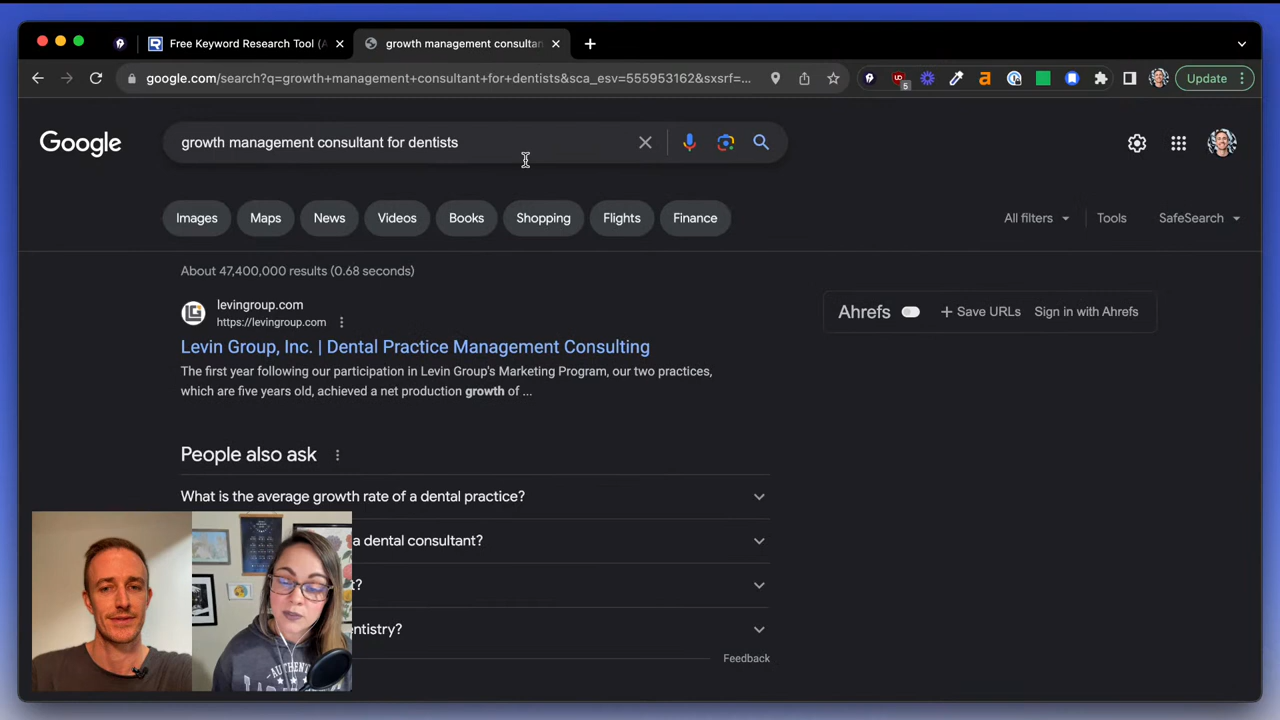 Free Keyword Research Tool (A
growth management consultan
google.com/search?q=growth+management+consultant+for+dentists&sca_esv=555953162&sxsrf=...
5
Update
Google
growth management consultant for dentists
Images
Maps
News
Videos
Books
Shopping
Flights
Finance
All filters
Tools
SafeSearch
About 47,400,000 results (0.68 seconds)
levingroup.com
https://levingroup.com
Levin Group, Inc. | Dental Practice Management Consulting
The first year following our participation in Levin Group's Marketing Program, our two practices,
which are five years old, achieved a net production growth of ...
Ahrefs
+ Save URLs
Sign in with Ahrefs
People also ask
What is the average growth rate of a dental practice?
a dental consultant?
t?
entistry?
Feedback